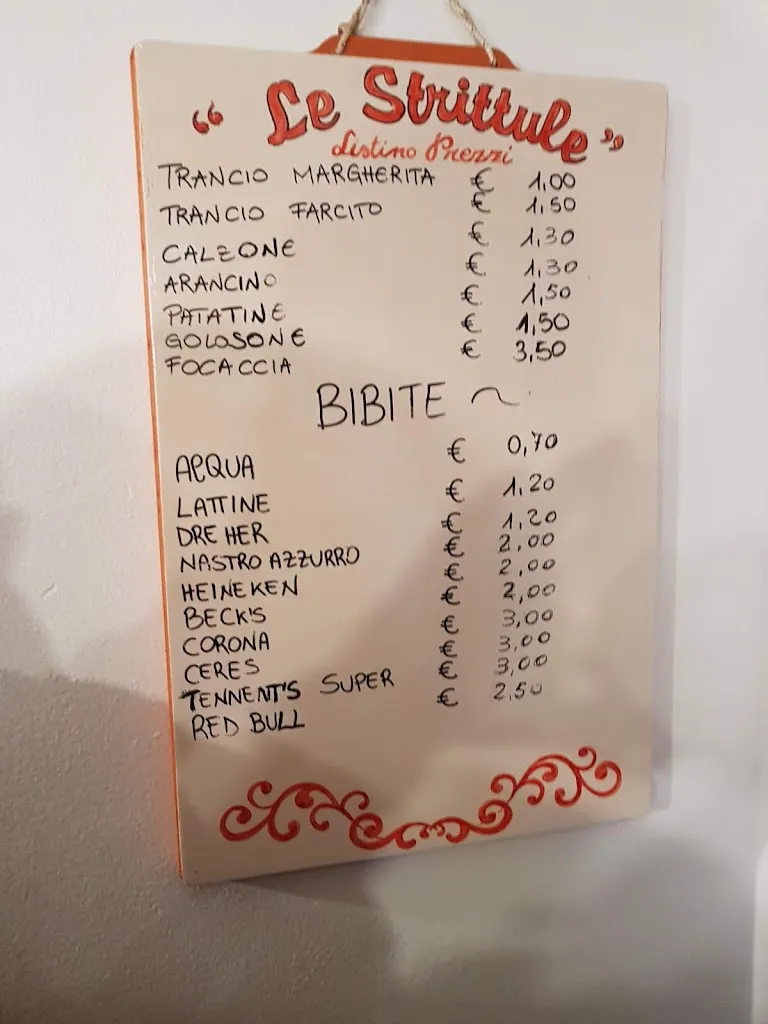 “ Le Strittule ”
Listino Prezzi
TRANCIO MARGHERITA € 1,00
TRANCIO FARCITO € 1,50
CALZONE € 1,30
ARANCINO € 1,30
PATATINE € 1,50
GOLOSONE € 1,50
FOCACCIA € 3,50
BIBITE ~
ACQUA € 0,70
LATTINE € 1,20
DREHER € 1,20
NASTRO AZZURRO € 2,00
HEINEKEN € 2,00
BECK'S € 2,00
CORONA € 3,00
CERES € 3,00
TENNENT'S SUPER € 3,00
RED BULL € 2,50